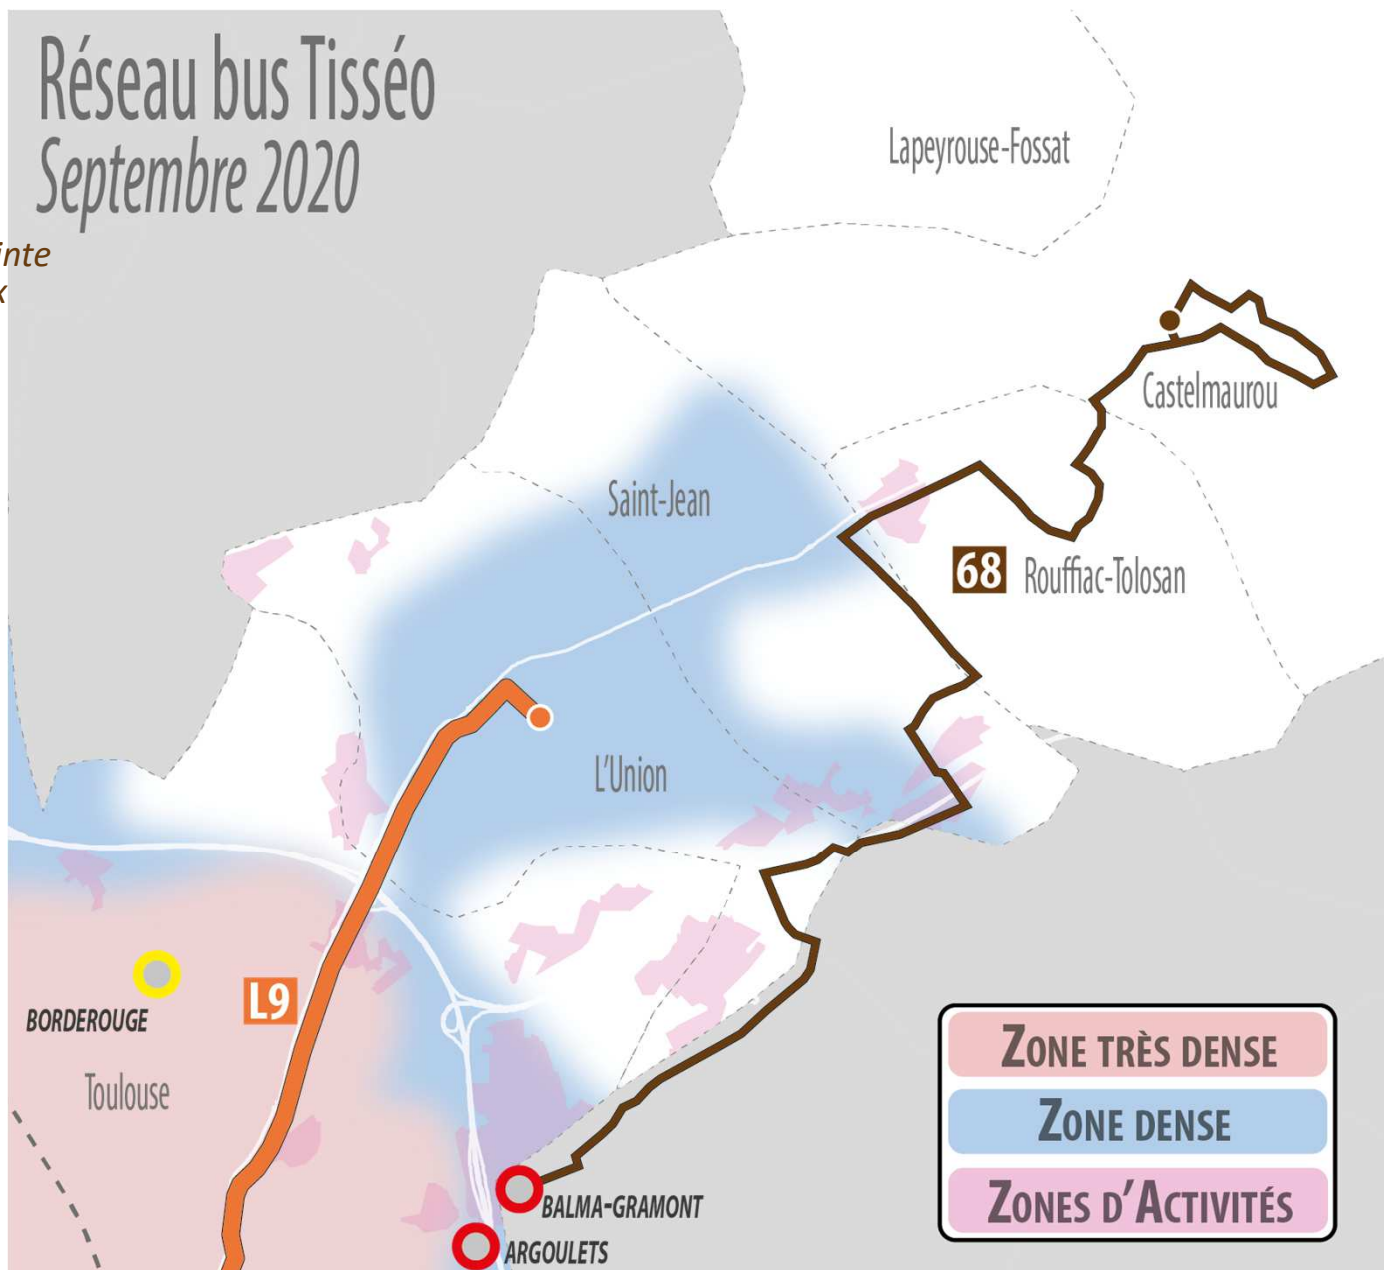 Réseau bus Tisséo
Septembre 2020
Lapeyrouse-Fossat
Castelmaurou
Saint-Jean
68
Rouffiac-Tolosan
L'Union
L9
BORDEROUGE
Toulouse
BALMA-GRAMONT
ARGOULETS
ZONE TRÈS DENSE
ZONE DENSE
ZONES D'ACTIVITÉS